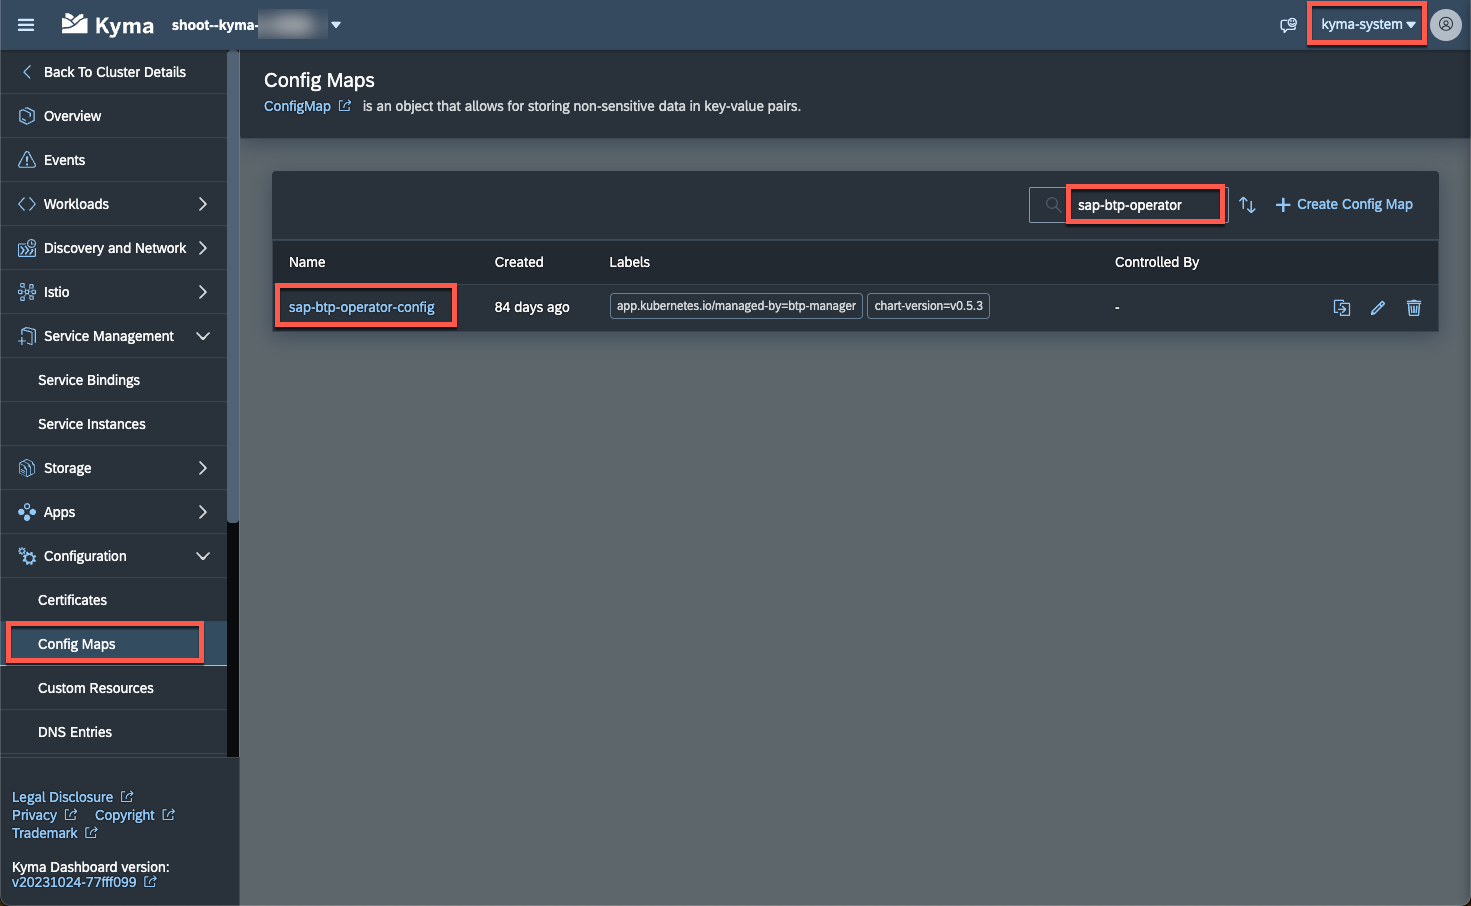 Kyma shoot--kyma-
kyma-system
Back To Cluster Details
Overview
Events
Workloads
Discovery and Network
Istio
Service Management
Service Bindings
Service Instances
Storage
Apps
Configuration
Certificates
Config Maps
Custom Resources
DNS Entries
Legal Disclosure
Privacy Copyright
Trademark
Kyma Dashboard version:
v20231024-77fff099
Config Maps
ConfigMap is an object that allows for storing non-sensitive data in key-value pairs.
sap-btp-operator Create Config Map
Name Created Labels Controlled By
sap-btp-operator-config 84 days ago app.kubernetes.io/managed-by=btp-manager chart-version=v0.5.3 -